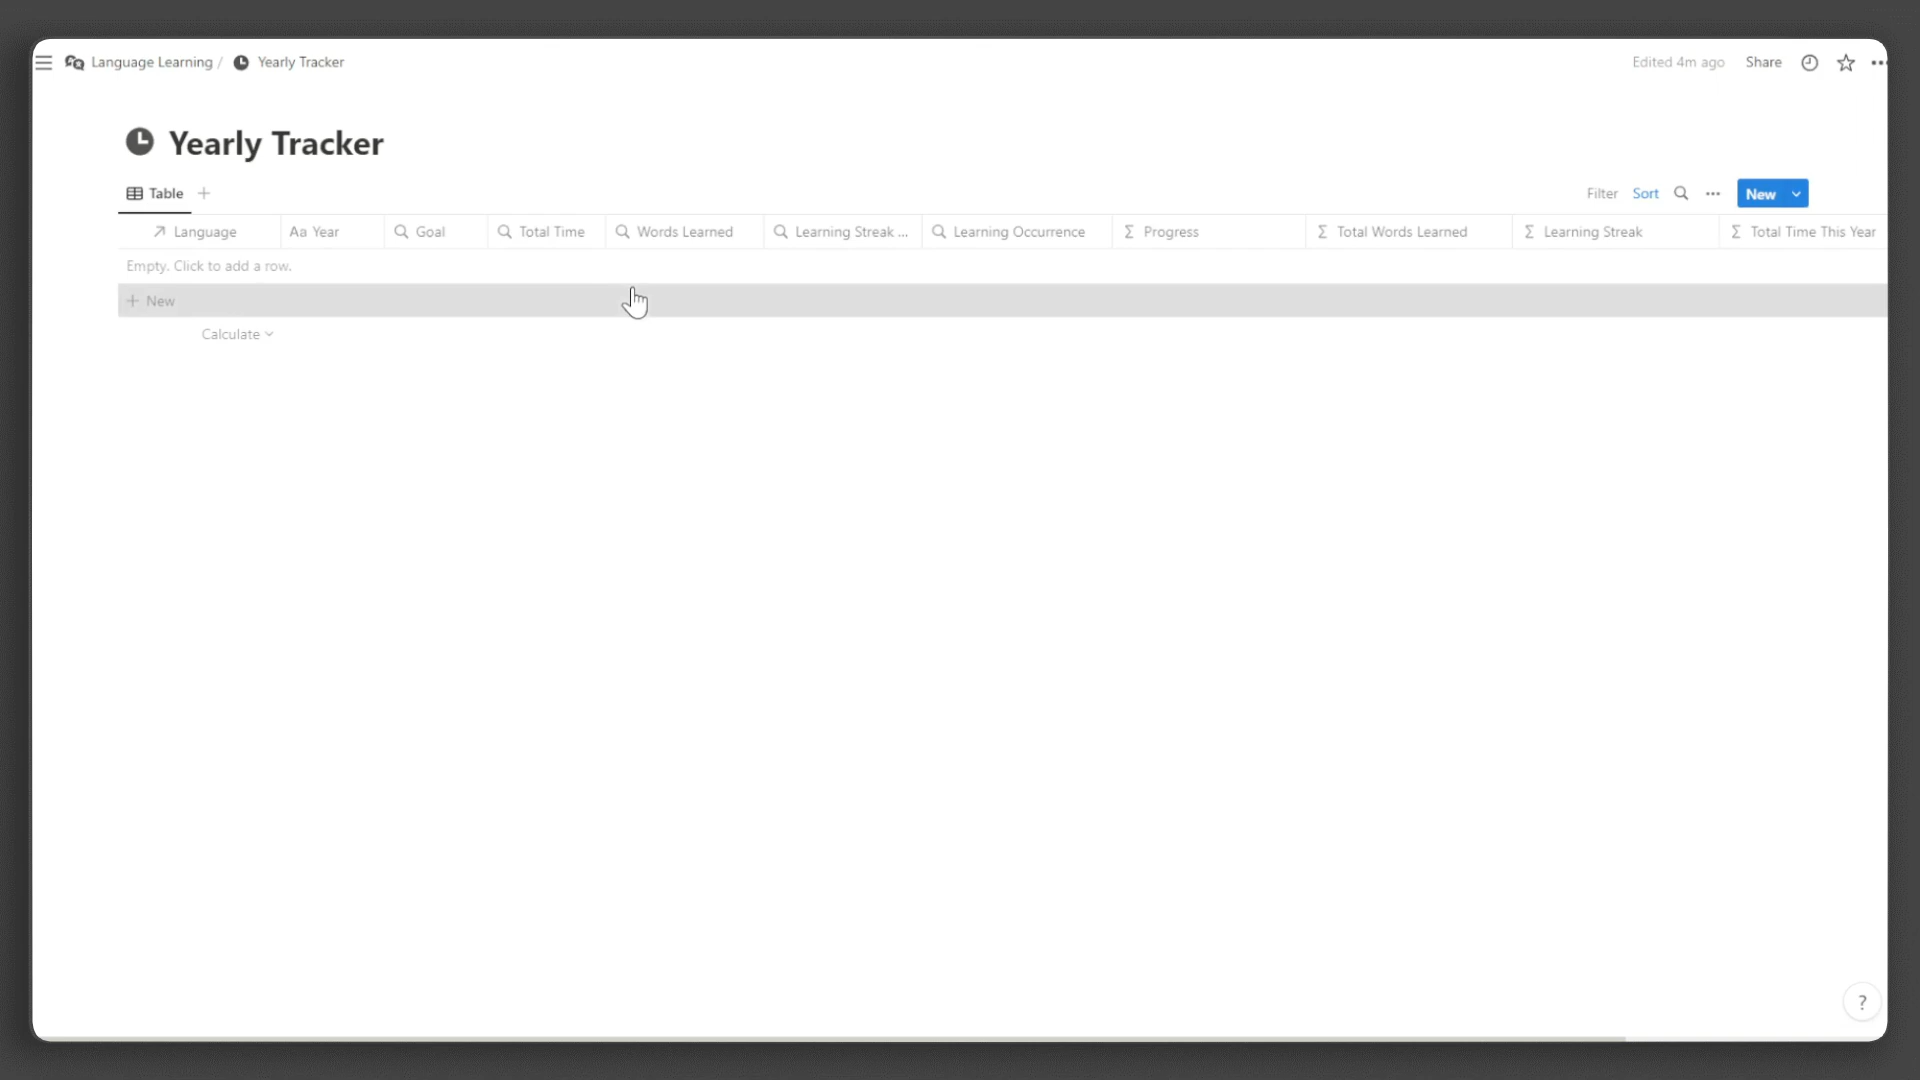 Language Learning / Yearly Tracker
Edited 4m ago Share
Yearly Tracker
Table
Filter Sort New
Language Aa Year Goal Total Time Words Learned Learning Streak ... Learning Occurrence Σ Progress Σ Total Words Learned Σ Learning Streak Σ Total Time This Year
Empty. Click to add a row.
+ New
Calculate
?